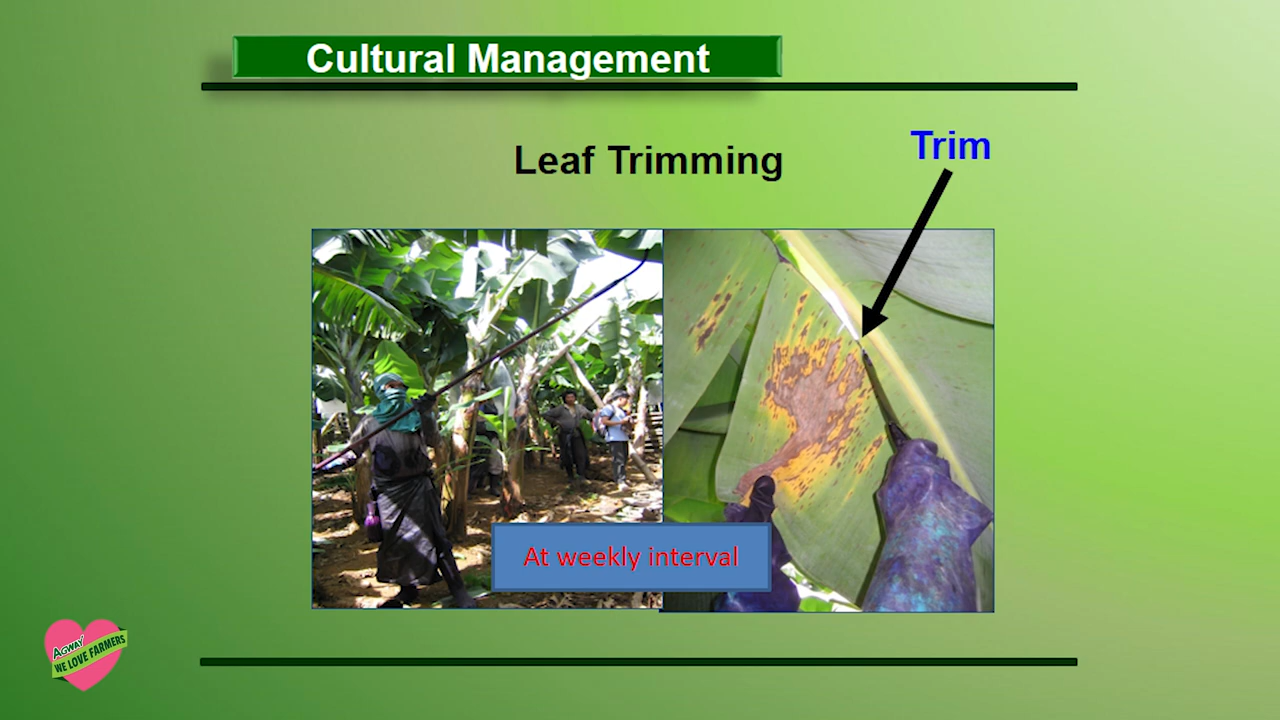 Cultural Management
Trim
Leaf Trimming
At weekly interval
AGWAY
WE LOVE FARMERS